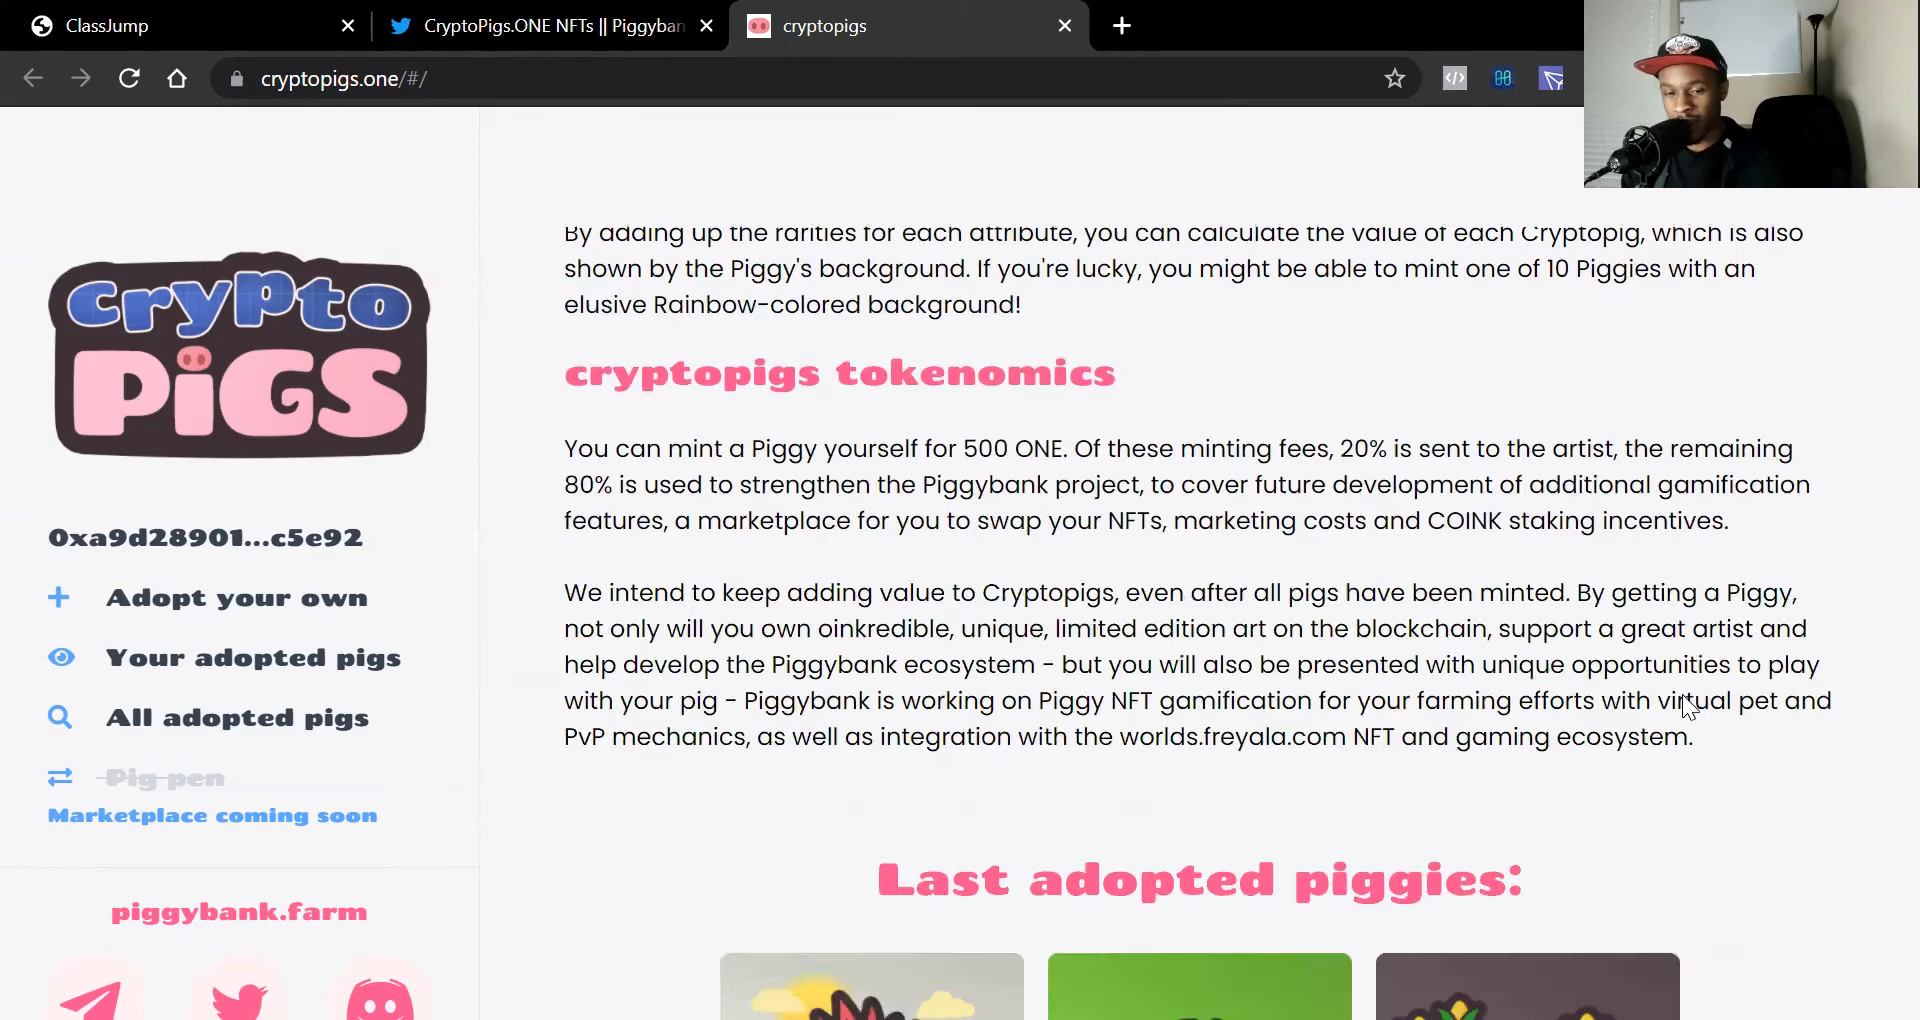 ClassJump
CryptoPigs.ONE NFTs || Piggyban
cryptopigs
cryptopigs.one/#/
Crypto
PiGS
0xa9d28901...c5e92
Adopt your own
Your adopted pigs
All adopted pigs
Pig pen
Marketplace coming soon
piggybank.farm
By adding up the rarities for each attribute, you can calculate the value of each Cryptopig, which is also
shown by the Piggy's background. If you're lucky, you might be able to mint one of 10 Piggies with an
elusive Rainbow-colored background!
cryptopigs tokenomics
You can mint a Piggy yourself for 500 ONE. Of these minting fees, 20% is sent to the artist, the remaining
80% is used to strengthen the Piggybank project, to cover future development of additional gamification
features, a marketplace for you to swap your NFTs, marketing costs and COINK staking incentives.
We intend to keep adding value to Cryptopigs, even after all pigs have been minted. By getting a Piggy,
not only will you own oinkredible, unique, limited edition art on the blockchain, support a great artist and
help develop the Piggybank ecosystem - but you will also be presented with unique opportunities to play
with your pig - Piggybank is working on Piggy NFT gamification for your farming efforts with virtual pet and
PvP mechanics, as well as integration with the worlds.freyala.com NFT and gaming ecosystem.
Last adopted piggies: